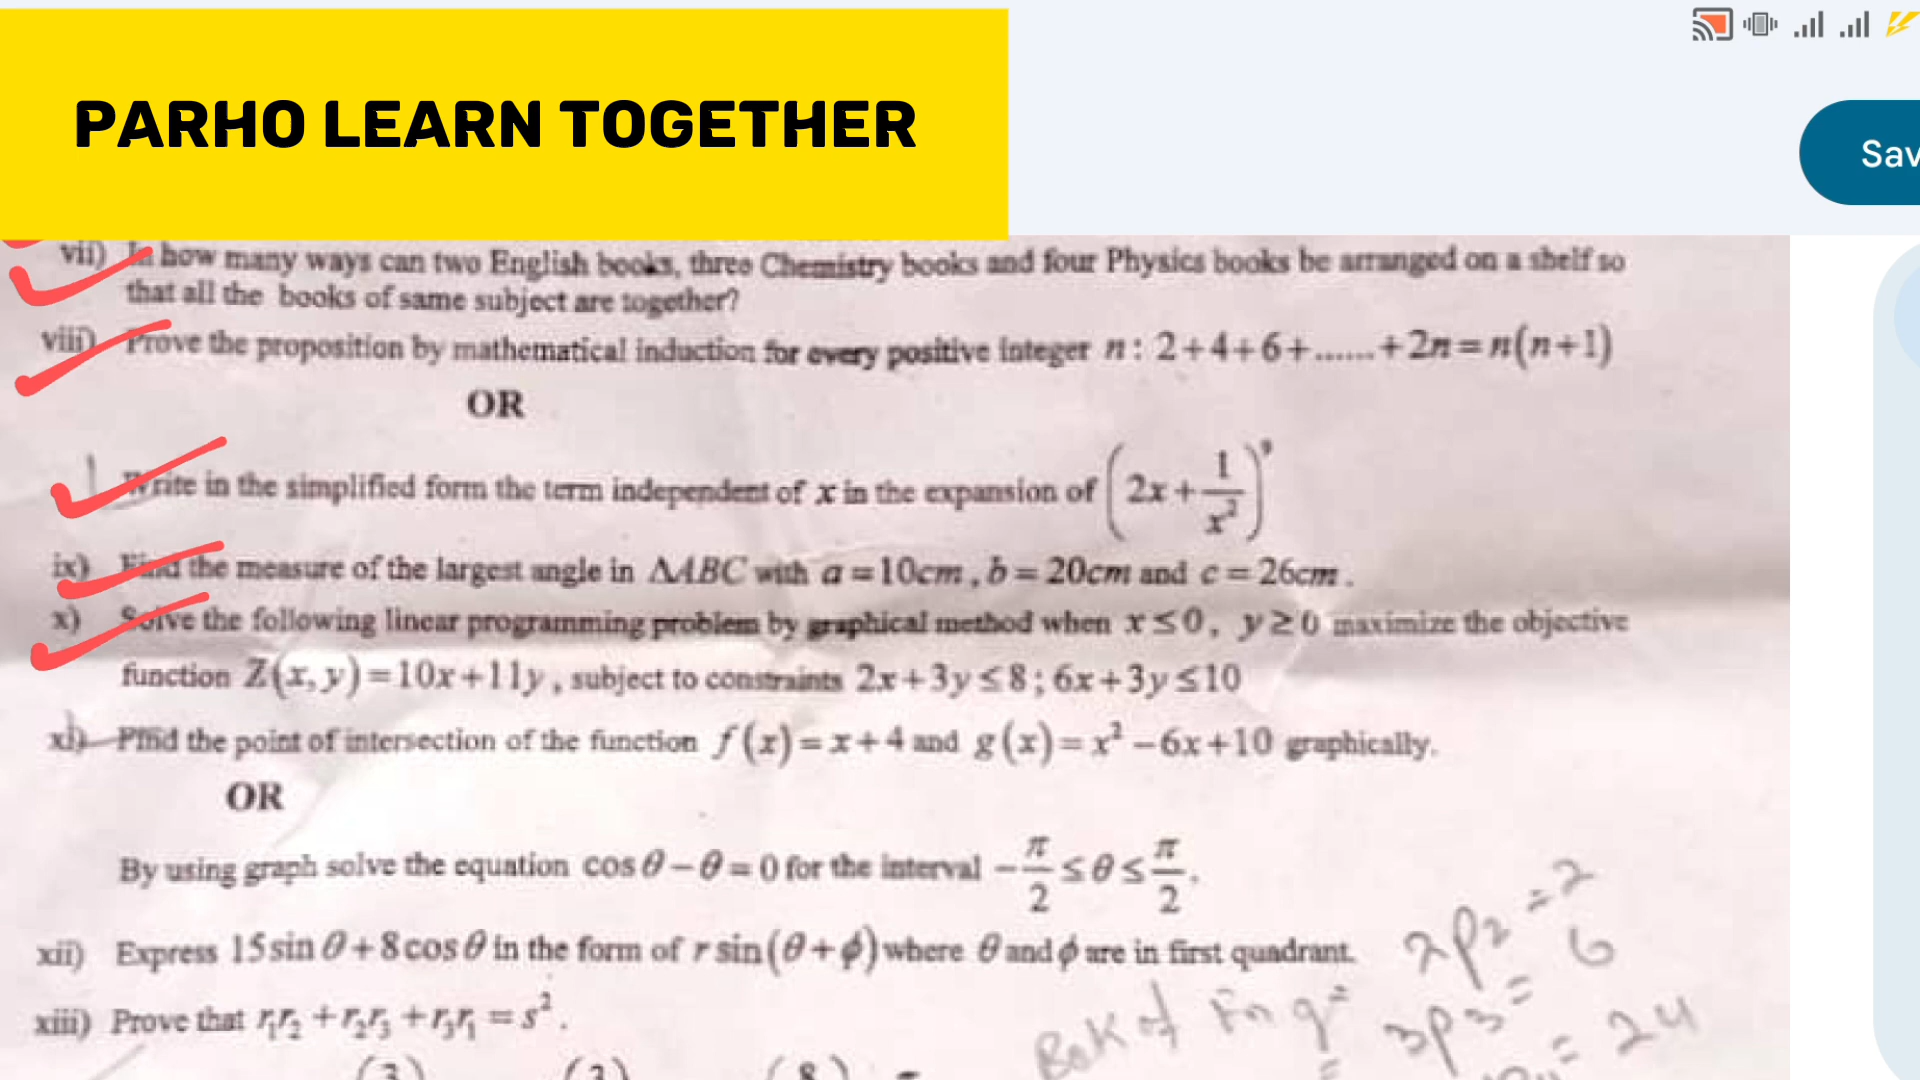 PARHO LEARN TOGETHER
Sav
vii) In how many ways can two English books, three Chemistry books and four Physics books be arranged on a shelf so
that all the books of same subject are together?
viii) Prove the proposition by mathematical induction for every positive integer n: 2+4+6+......+2n=n(n+1)
OR
Write in the simplified form the term independent of x in the expansion of (2x+1/x²)⁹
ix) Find the measure of the largest angle in ΔABC with a=10cm, b=20cm and c=26cm.
x) Solve the following linear programming problem by graphical method when x≤0, y≥0 maximize the objective
function Z(x,y)=10x+11y, subject to constraints 2x+3y≤8; 6x+3y≤10
xi) Find the point of intersection of the function f(x)=x+4 and g(x)=x²-6x+10 graphically.
OR
By using graph solve the equation cosθ-θ=0 for the interval -π/2≤θ≤π/2.
xii) Express 15sinθ+8cosθ in the form of r sin(θ+ϕ) where θ and ϕ are in first quadrant.
xiii) Prove that r₁r₂+r₂r₃+r₃r₁=s².
2P2=2
3P3=6
=24